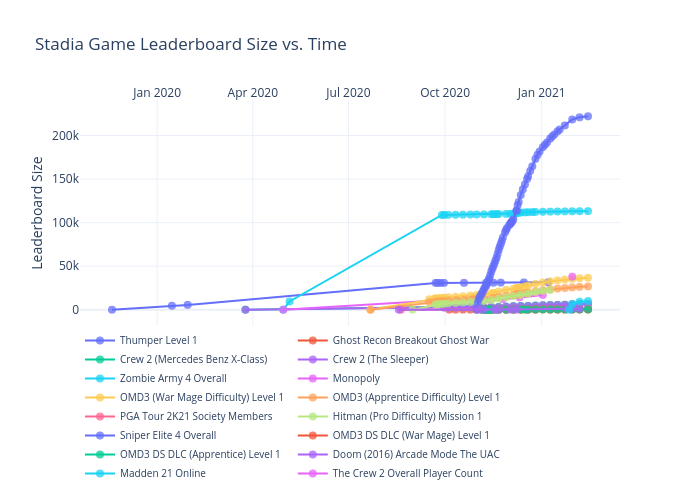 Stadia Game Leaderboard Size vs. Time
Jan 2020 Apr 2020 Jul 2020 Oct 2020 Jan 2021
Leaderboard Size
200k
150k
100k
50k
0
Thumper Level 1 Ghost Recon Breakout Ghost War
Crew 2 (Mercedes Benz X-Class) Crew 2 (The Sleeper)
Zombie Army 4 Overall Monopoly
OMD3 (War Mage Difficulty) Level 1 OMD3 (Apprentice Difficulty) Level 1
PGA Tour 2K21 Society Members Hitman (Pro Difficulty) Mission 1
Sniper Elite 4 Overall OMD3 DS DLC (War Mage) Level 1
OMD3 DS DLC (Apprentice) Level 1 Doom (2016) Arcade Mode The UAC
Madden 21 Online The Crew 2 Overall Player Count